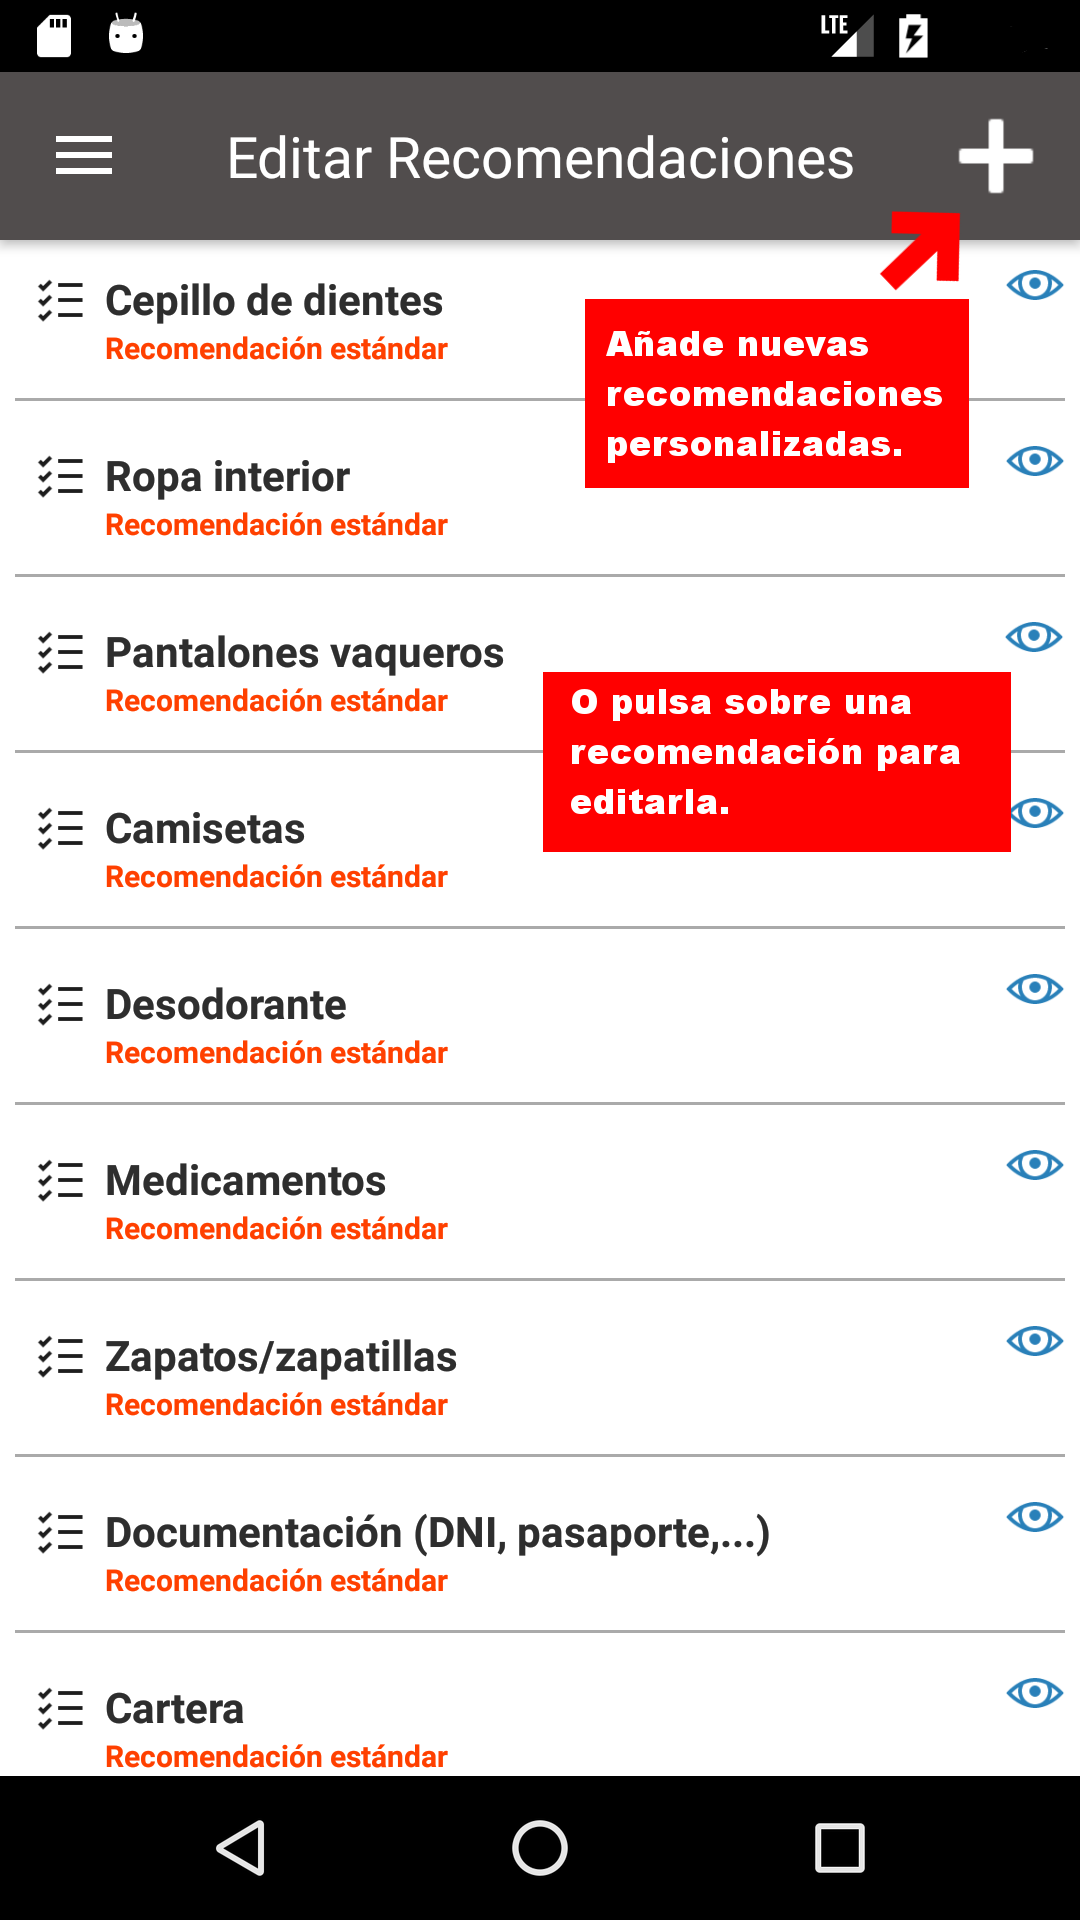 LTE
Editar Recomendaciones
Cepillo de dientes
Recomendación estándar
Añade nuevas
recomendaciones
personalizadas.
Ropa interior
Recomendación estándar
Pantalones vaqueros
Recomendación estándar
O pulsa sobre una
recomendación para
editarla.
Camisetas
Recomendación estándar
Desodorante
Recomendación estándar
Medicamentos
Recomendación estándar
Zapatos/zapatillas
Recomendación estándar
Documentación (DNI, pasaporte,...)
Recomendación estándar
Cartera
Recomendación estándar